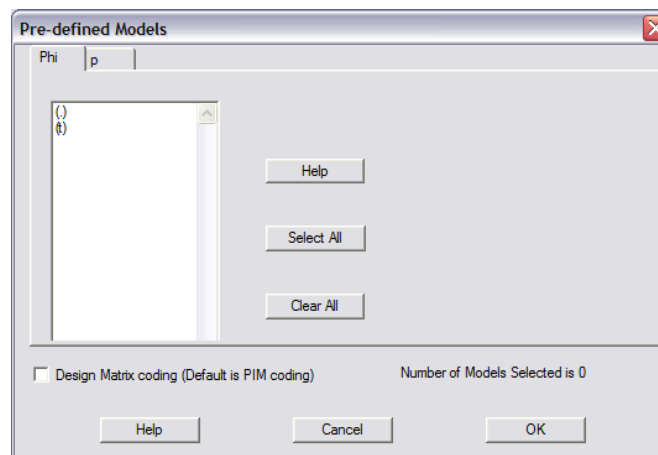 Pre-defined Models
Phi
p
(.)
(t)
Help
Select All
Clear All
Design Matrix coding (Default is PIM coding)
Number of Models Selected is 0
Help
Cancel
OK